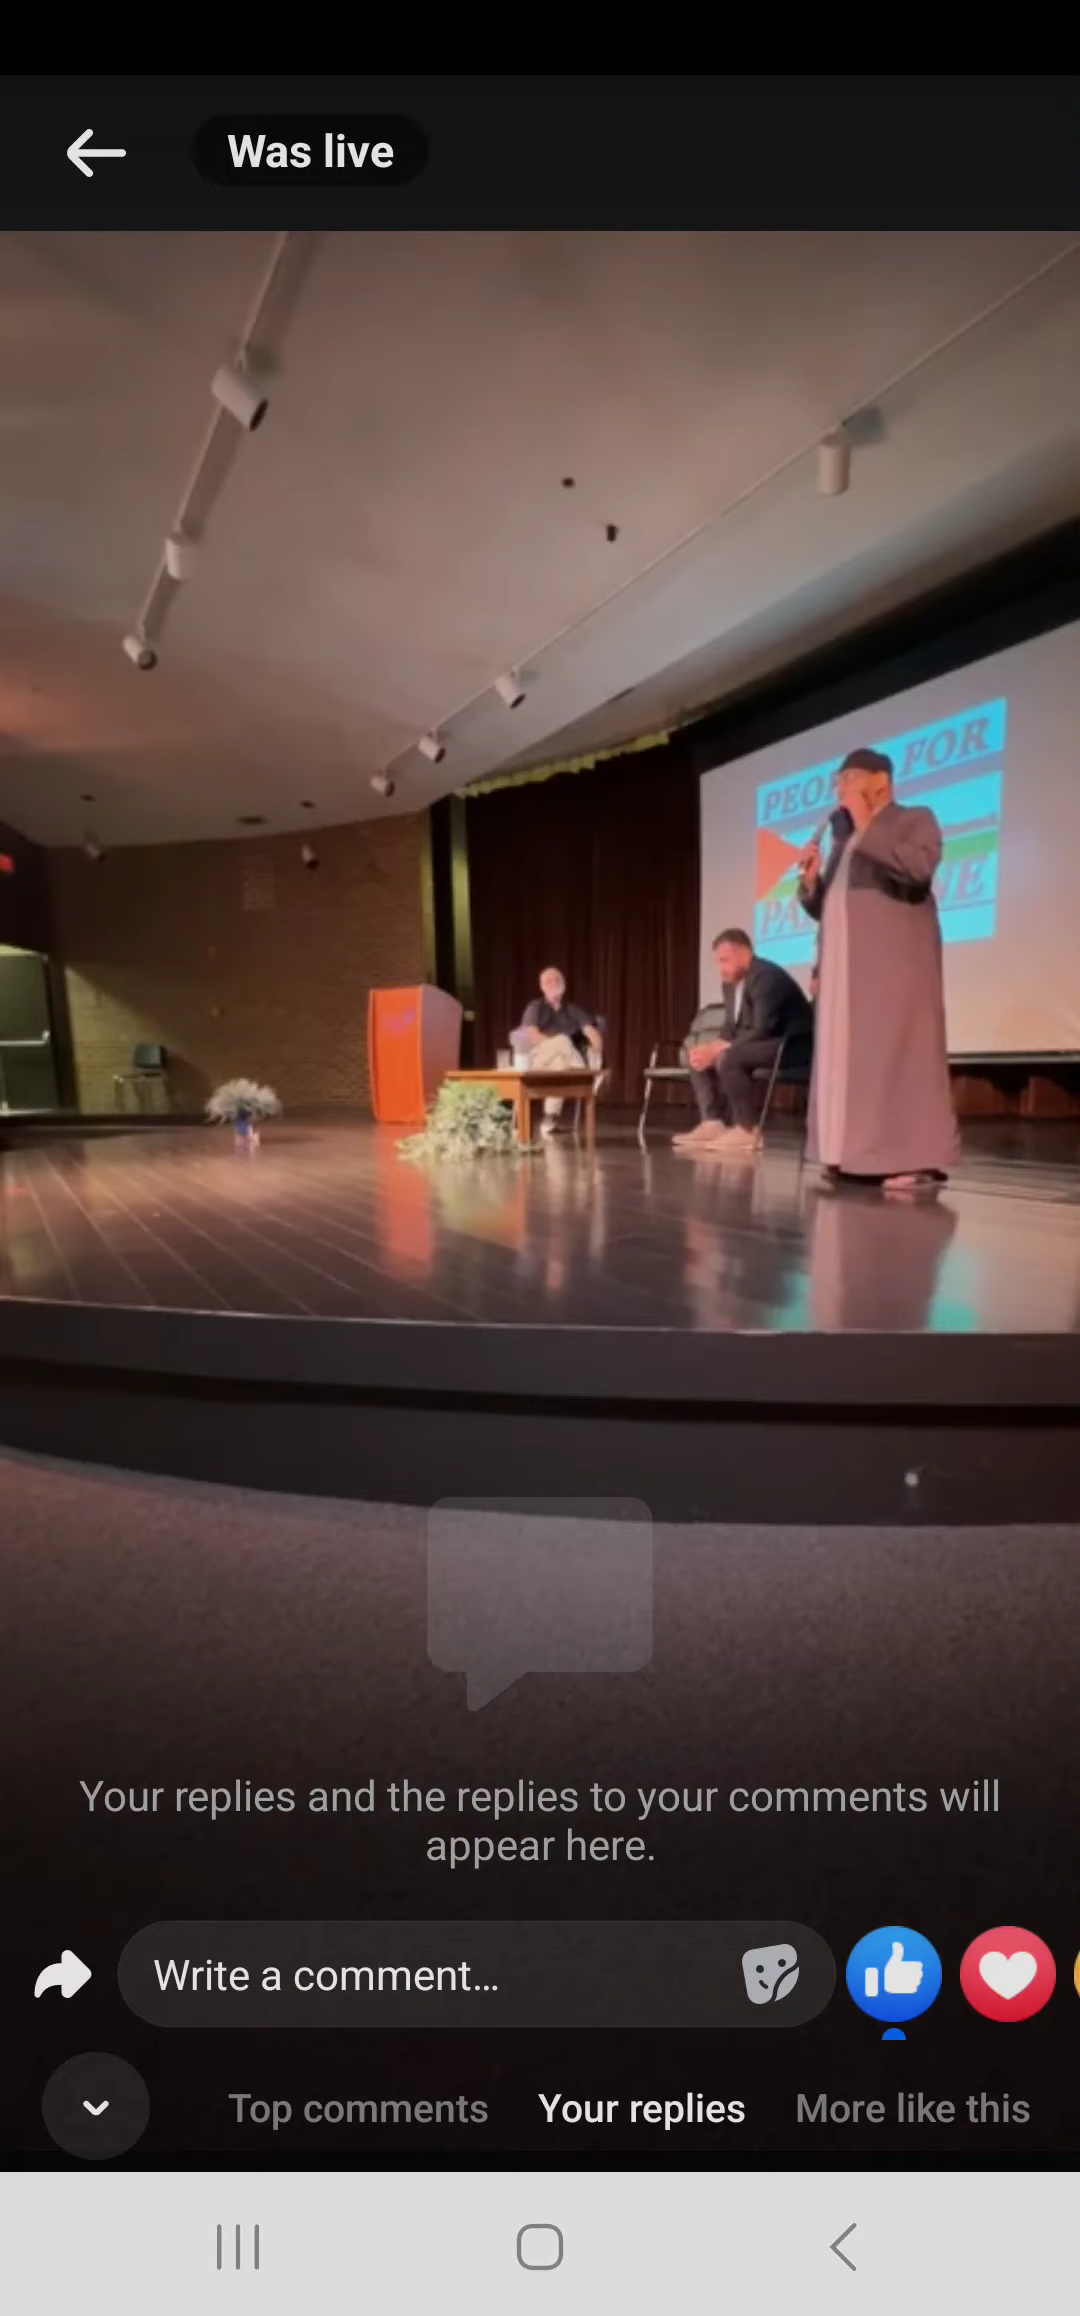 Was live
FOR
Your replies and the replies to your comments will
appear here.
Write a comment...
Top comments
Your replies
More like this